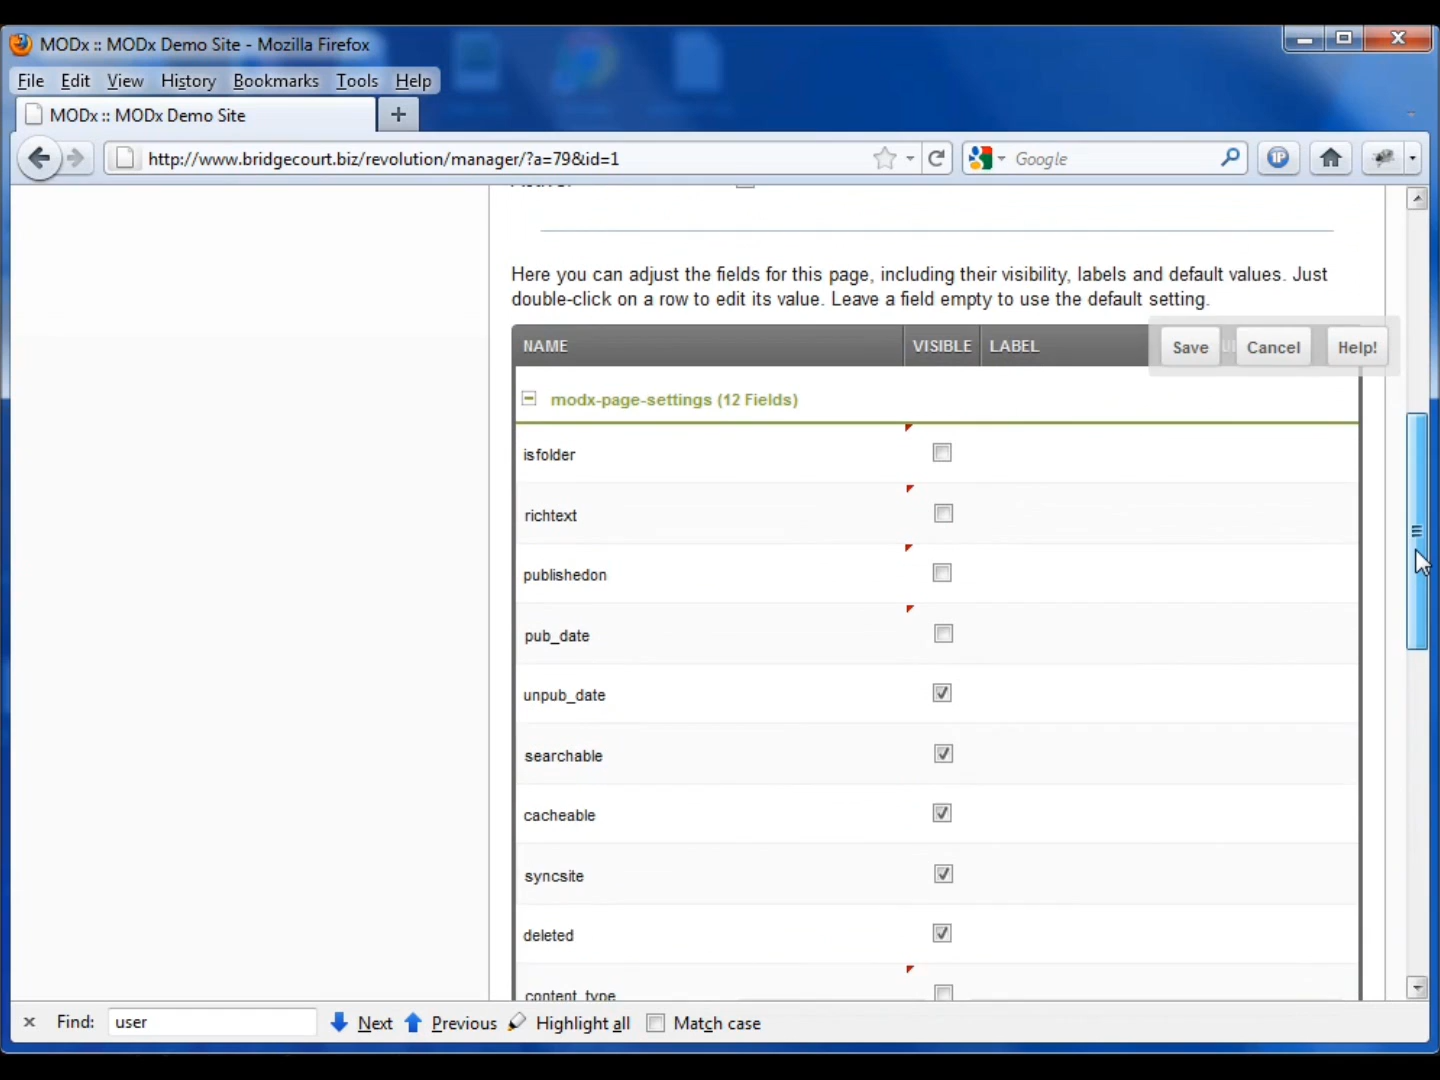 MODx :: MODx Demo Site - Mozilla Firefox
File Edit View History Bookmarks Tools Help
MODx :: MODx Demo Site
http://www.bridgecourt.biz/revolution/manager/?a=79&id=1 Google
Here you can adjust the fields for this page, including their visibility, labels and default values. Just
double-click on a row to edit its value. Leave a field empty to use the default setting.
NAME VISIBLE LABEL Save Cancel Help!
modx-page-settings (12 Fields)
isfolder
richtext
publishedon
pub_date
unpub_date
searchable
cacheable
syncsite
deleted
content_type
Find: user Next Previous Highlight all Match case